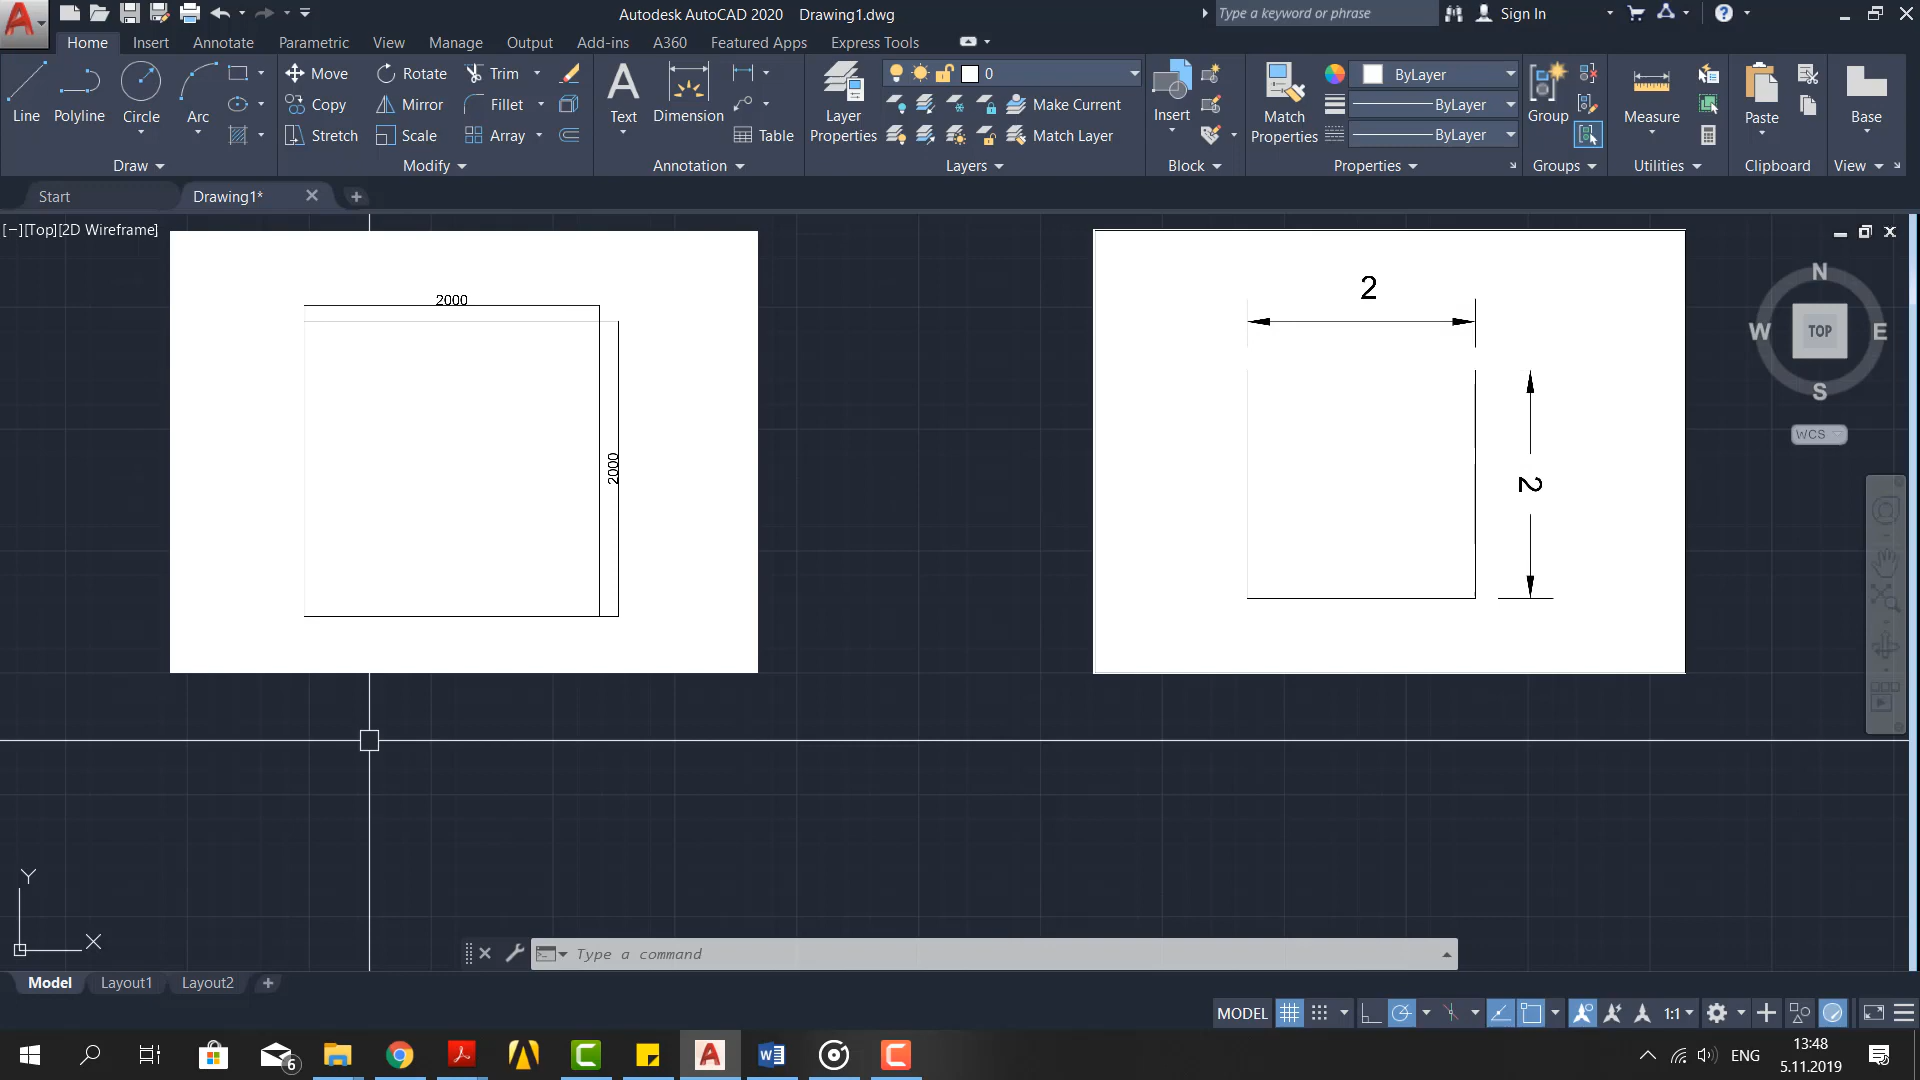 Autodesk AutoCAD 2020 Drawing1.dwg
Type a keyword or phrase
Sign In
Home Insert Annotate Parametric View Manage Output Add-ins A360 Featured Apps Express Tools
Line Polyline Circle Arc
Move Rotate Trim
Copy Mirror Fillet
Stretch Scale Array
Text Dimension Table
Layer Properties
0
Make Current
Match Layer
Insert
Match Properties
ByLayer
ByLayer
ByLayer
Group
Measure
Paste
Base
Draw Modify Annotation Layers Block Properties Groups Utilities Clipboard View
Start Drawing1*
[−][Top][2D Wireframe]
2000
2000
2
2
N
W TOP E
S
WCS
Y
X
Type a command
Model Layout1 Layout2
MODEL 1:1
6
ENG
13:48
5.11.2019